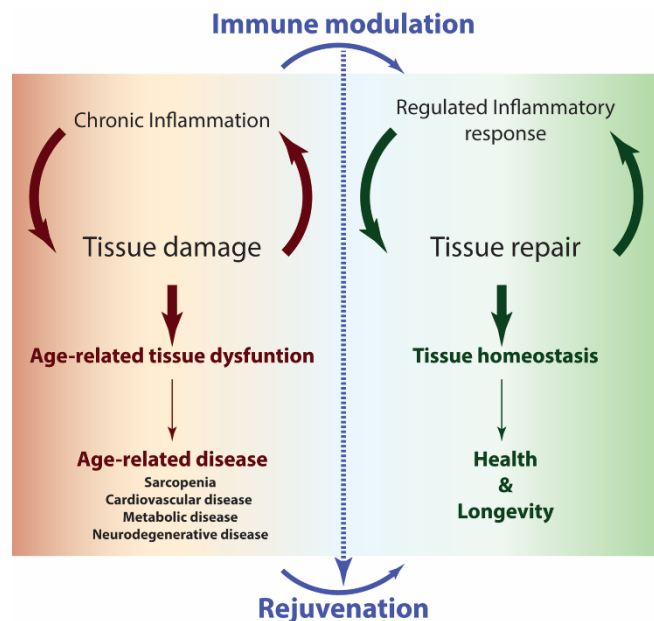 Immune modulation
Chronic Inflammation
Tissue damage
Age-related tissue dysfuntion
Age-related disease
Sarcopenia
Cardiovascular disease
Metabolic disease
Neurodegenerative disease
Regulated Inflammatory
response
Tissue repair
Tissue homeostasis
Health
&
Longevity
Rejuvenation